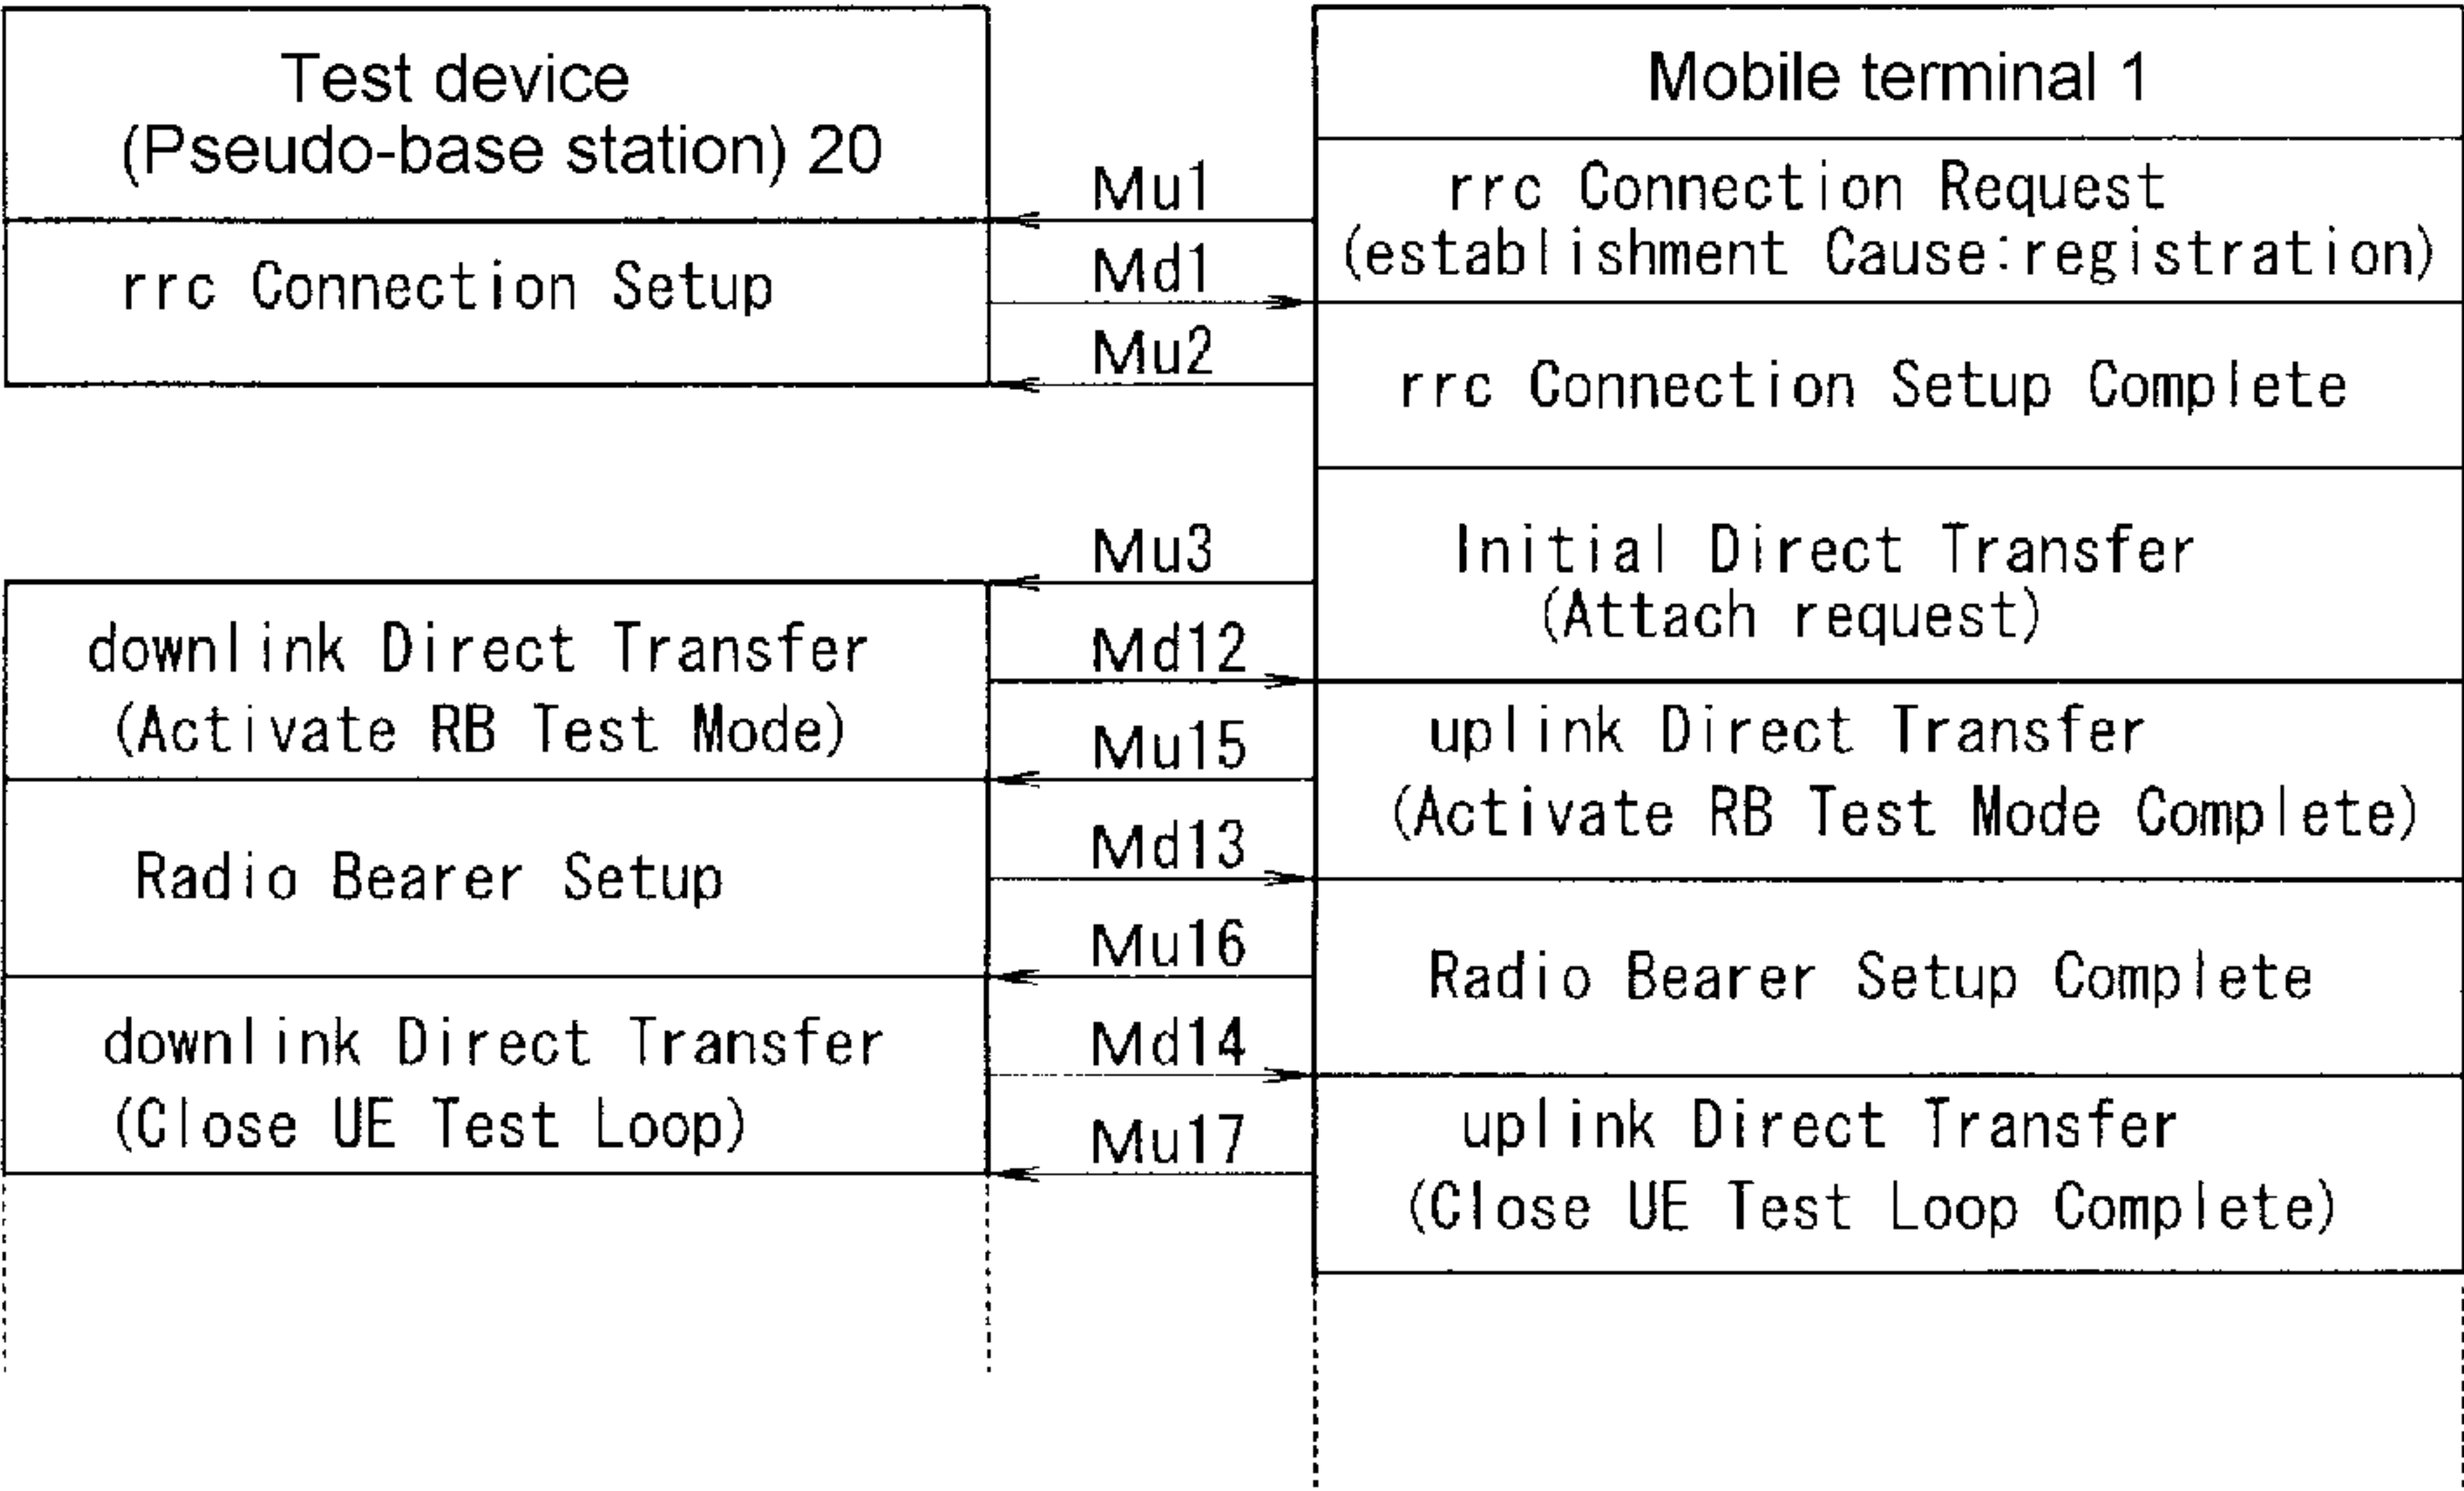 Test device
(Pseudo-base station) 20
Mobile terminal 1
Mu1
rrc Connection Request
(establishment Cause:registration)
rrc Connection Setup
Md1
Mu2
rrc Connection Setup Complete
Mu3
Initial Direct Transfer
(Attach request)
downlink Direct Transfer
(Activate RB Test Mode)
Md12
Mu15
uplink Direct Transfer
(Activate RB Test Mode Complete)
Radio Bearer Setup
Md13
Mu16
Radio Bearer Setup Complete
downlink Direct Transfer
(Close UE Test Loop)
Md14
Mu17
uplink Direct Transfer
(Close UE Test Loop Complete)